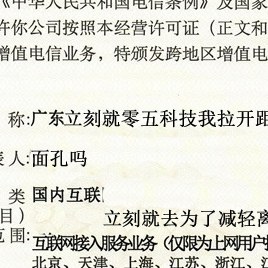 《中华人民共和国电信条例》及国家
许你公司按照本经营许可证（正文和
增值电信业务，特颁发跨地区增值电
称:广东立刻就零五科技我拉开距
表人:面孔吗
类 国内互联
目）
立刻就去为了减轻离
范围:
互联网接入服务业务（仅限为上网用户
北京、天津、上海、江苏、浙江、江